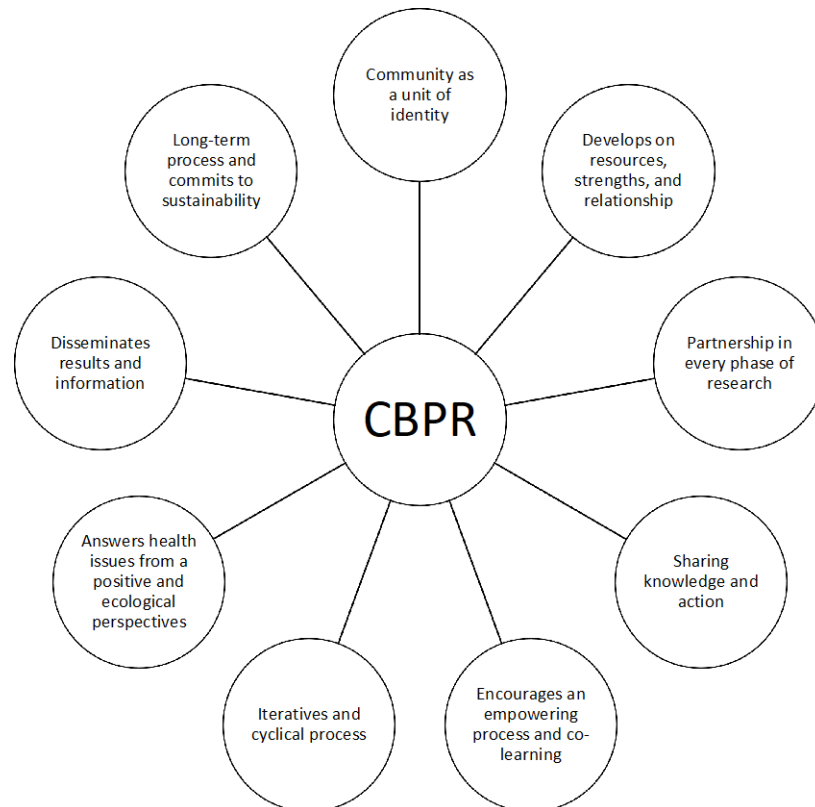 Community as
a unit of
identity
Develops on
resources,
strengths, and
relationship
Partnership in
every phase of
research
Sharing
knowledge and
action
Encourages an
empowering
process and co-
learning
Iteratives and
cyclical process
Answers health
issues from a
positive and
ecological
perspectives
Disseminates
results and
information
Long-term
process and
commits to
sustainability
CBPR